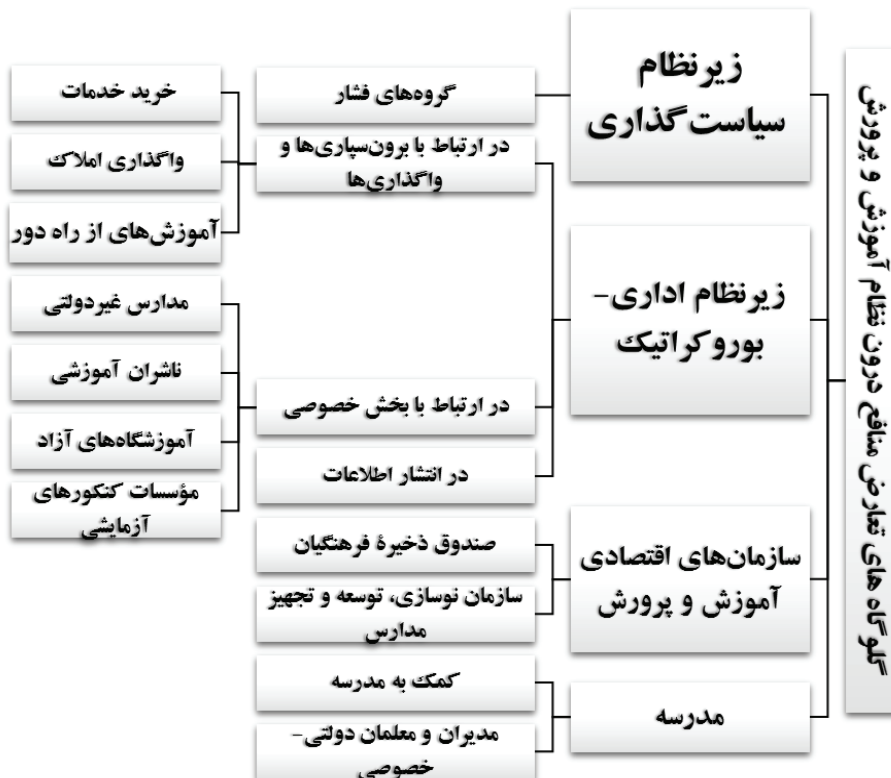 گلوگاه های تعارض منافع درون نظام آموزش و پرورش
زیرنظام
سیاست‌گذاری
گروه‌های فشار
زیرنظام اداری-
بوروکراتیک
در ارتباط با برون‌سپاری‌ها و
واگذاری‌ها
خرید خدمات
واگذاری املاک
آموزش‌های از راه دور
در ارتباط با بخش خصوصی
مدارس غیردولتی
ناشران آموزشی
آموزشگاه‌های آزاد
مؤسسات کنکورهای
آزمایشی
در انتشار اطلاعات
سازمان‌های اقتصادی
آموزش و پرورش
صندوق ذخیرهٔ فرهنگیان
سازمان نوسازی، توسعه و تجهیز
مدارس
مدرسه
کمک به مدرسه
مدیران و معلمان دولتی-
خصوصی